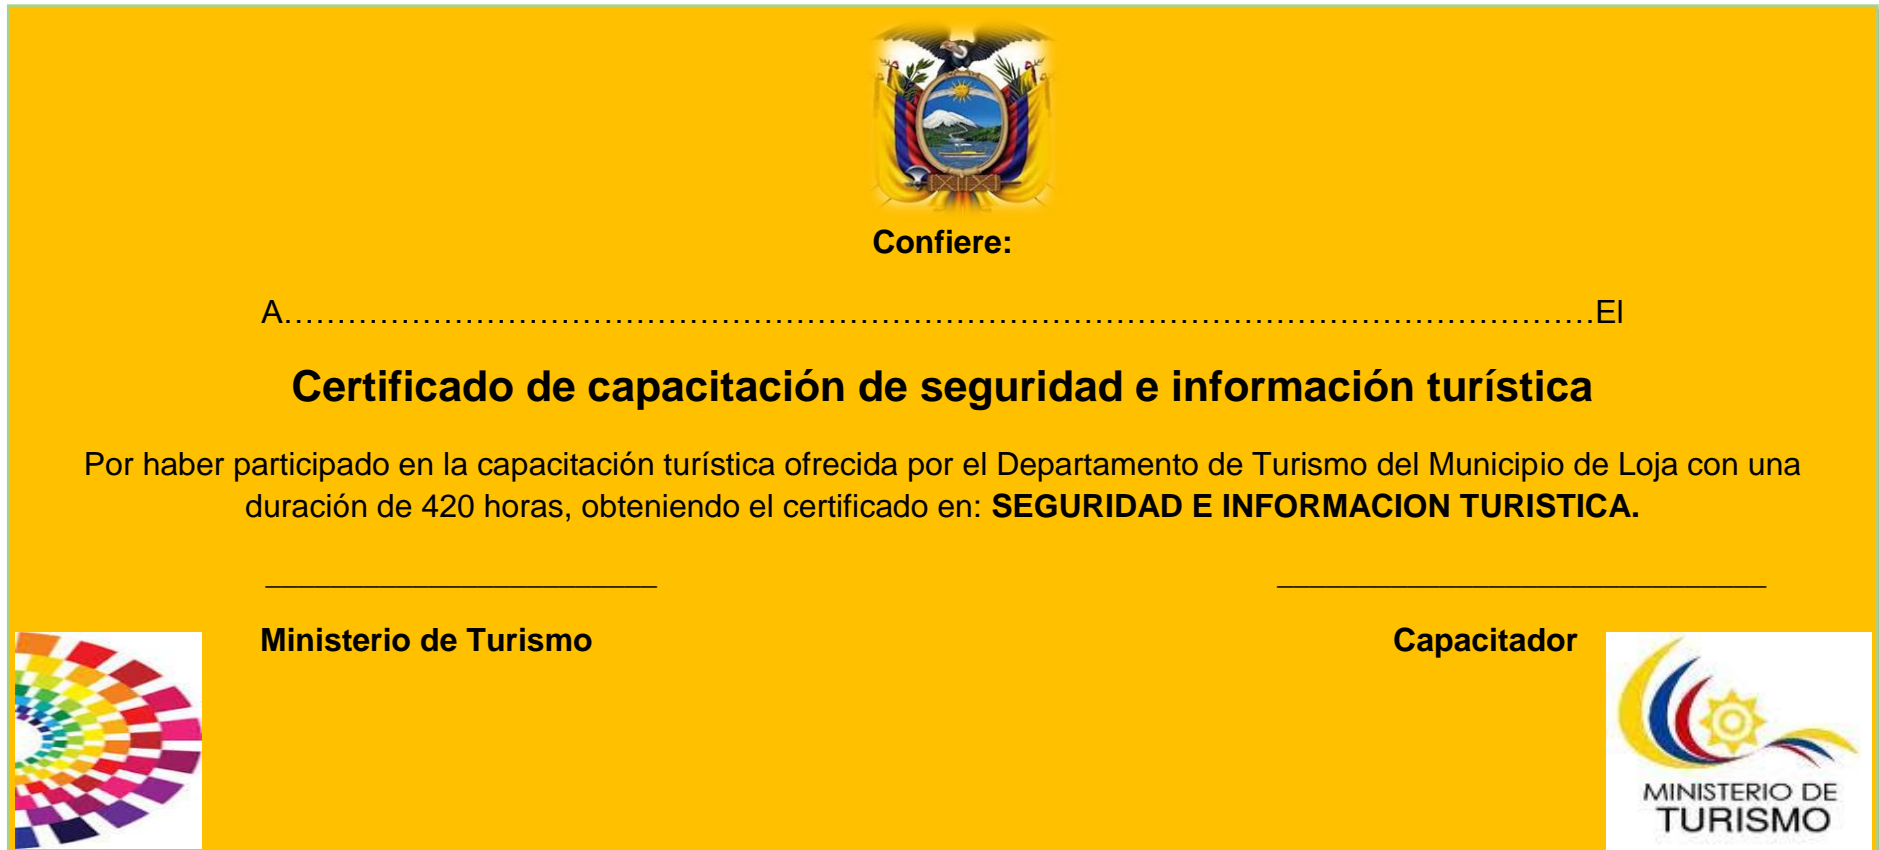 Confiere:
A……………………………………………………………………………………………………………El
Certificado de capacitación de seguridad e información turística
Por haber participado en la capacitación turística ofrecida por el Departamento de Turismo del Municipio de Loja con una
duración de 420 horas, obteniendo el certificado en: SEGURIDAD E INFORMACION TURISTICA.
________________________ ______________________________
Ministerio de Turismo Capacitador
MINISTERIO DE
TURISMO